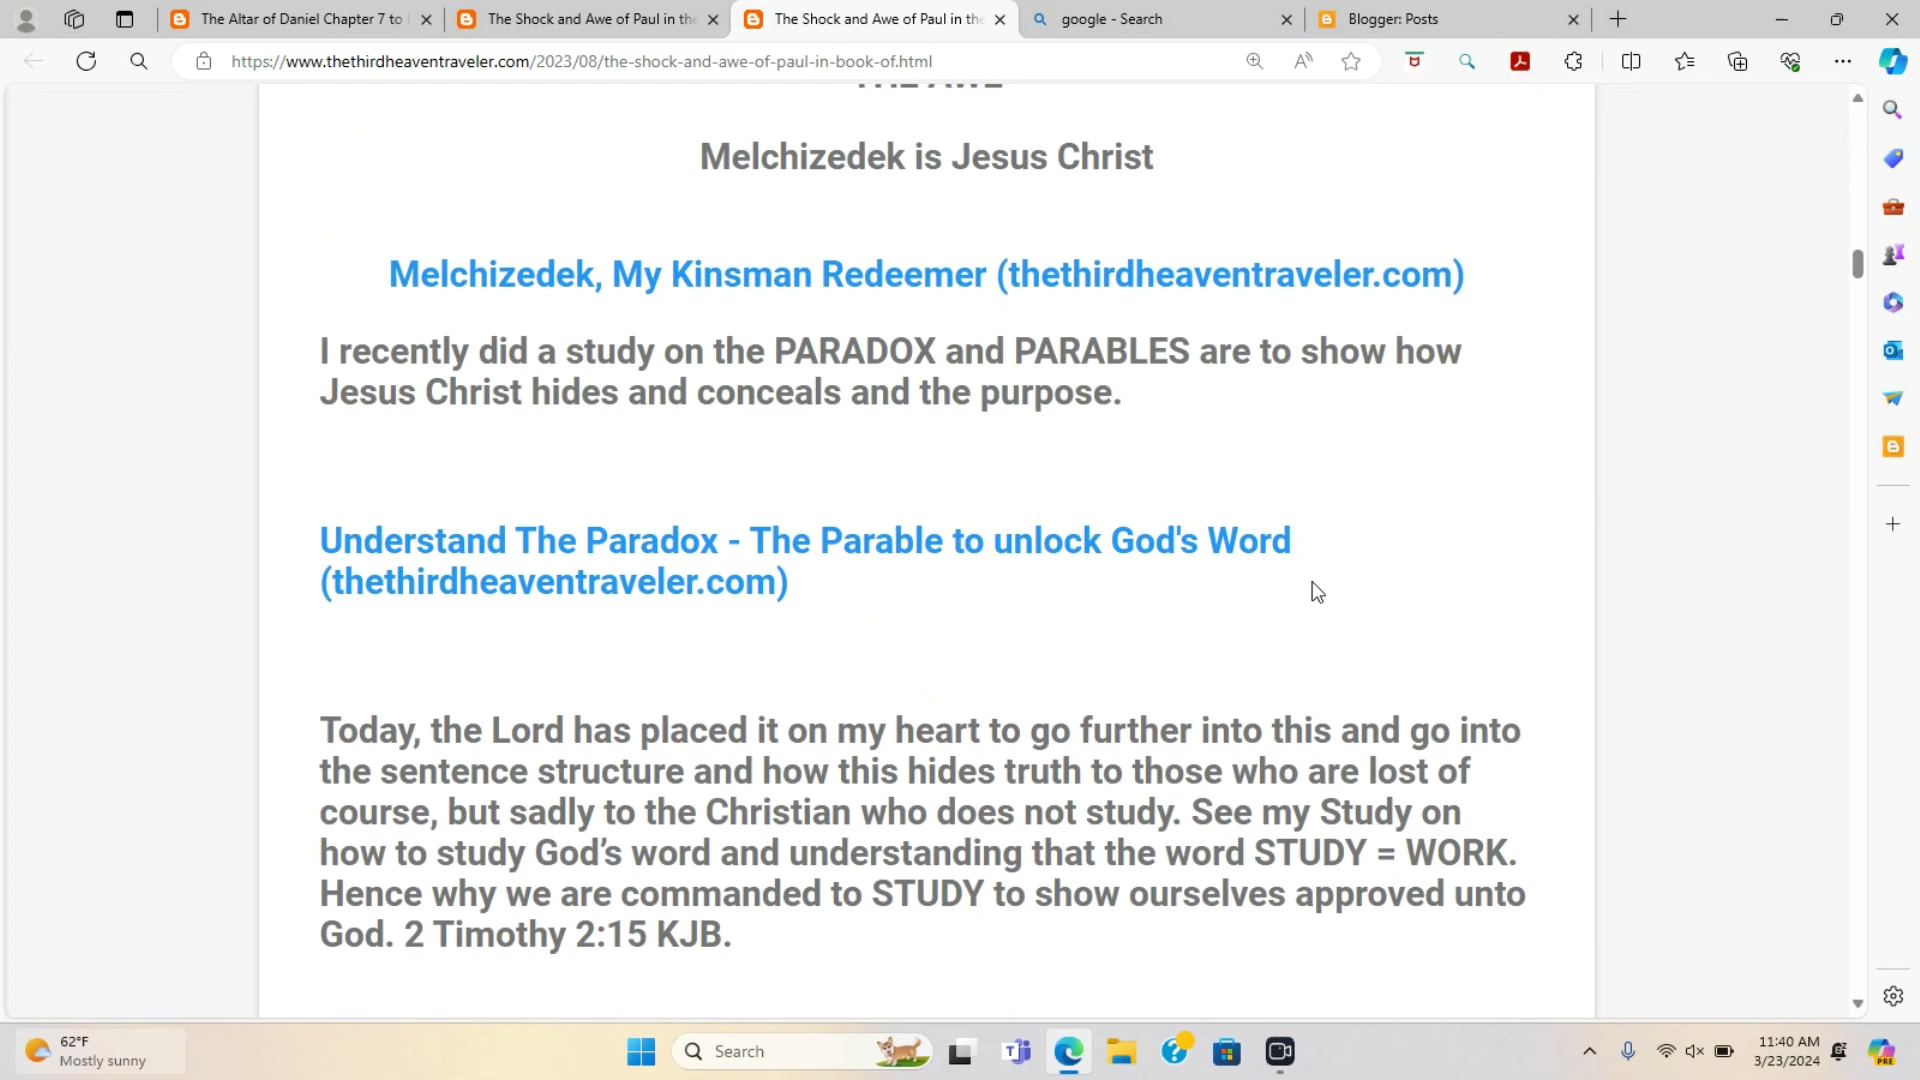 The Altar of Daniel Chapter 7 to
The Shock and Awe of Paul in the
The Shock and Awe of Paul in the
google - Search
Blogger: Posts
https://www.thethirdheaventraveler.com/2023/08/the-shock-and-awe-of-paul-in-book-of.html
THE AWE
Melchizedek is Jesus Christ
Melchizedek, My Kinsman Redeemer (thethirdheaventraveler.com)
I recently did a study on the PARADOX and PARABLES are to show how
Jesus Christ hides and conceals and the purpose.
Understand The Paradox - The Parable to unlock God's Word
(thethirdheaventraveler.com)
Today, the Lord has placed it on my heart to go further into this and go into
the sentence structure and how this hides truth to those who are lost of
course, but sadly to the Christian who does not study. See my Study on
how to study God’s word and understanding that the word STUDY = WORK.
Hence why we are commanded to STUDY to show ourselves approved unto
God. 2 Timothy 2:15 KJB.
62°F
Mostly sunny
Search
11:40 AM
3/23/2024
PRE